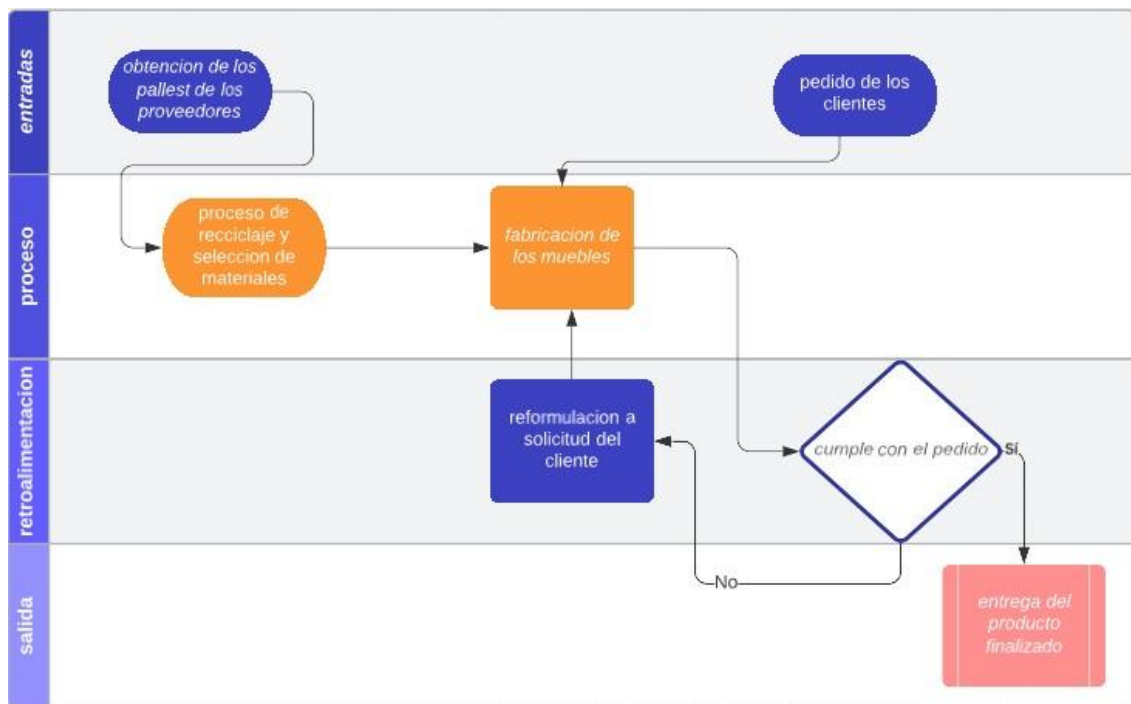 entradas
obtencion de los
pallest de los
proveedores
pedido de los
clientes
proceso
proceso de
recciclaje y
seleccion de
materiales
fabricacion de
los muebles
retroalimentacion
reformulacion a
solicitud del
cliente
cumple con el pedido
Sí
No
salida
entrega del
producto
finalizado